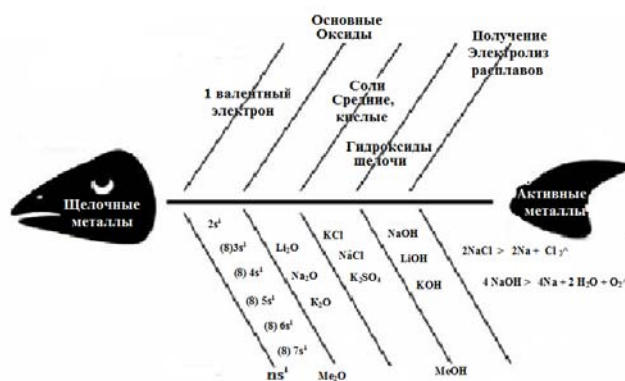 Основные
Оксиды
Получение
Электролиз
расплавов
1 валентный
электрон
Соли
Средние,
кислые
Гидроксиды
щелочи
Щелочные
металлы
Активные
металлы
2s¹
(8)3s¹
(8) 4s¹
(8) 5s¹
(8) 6s¹
(8) 7s¹
ns¹
Li₂O
Na₂O
K₂O
Me₂O
KCl
NaCl
K₂SO₄
NaOH
LiOH
KOH
MeOH
2NaCl > 2Na + Cl ₂^
4 NaOH > 4Na + 2 H₂O + O₂^